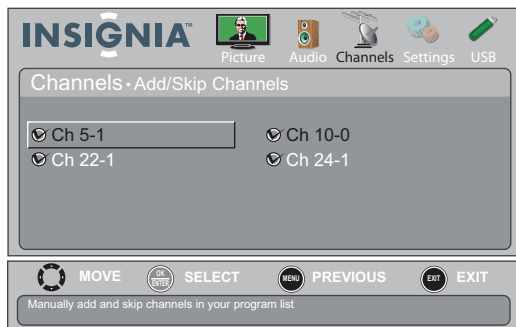 INSIGNIA™
Picture Audio Channels Settings USB
Channels • Add/Skip Channels
Ch 5-1 Ch 10-0
Ch 22-1 Ch 24-1
MOVE OK ENTER SELECT MENU PREVIOUS EXIT EXIT
Manually add and skip channels in your program list